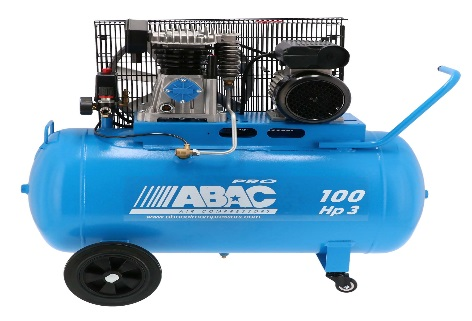 PRO
ABAC
AIR COMPRESSORS
100
Hp 3